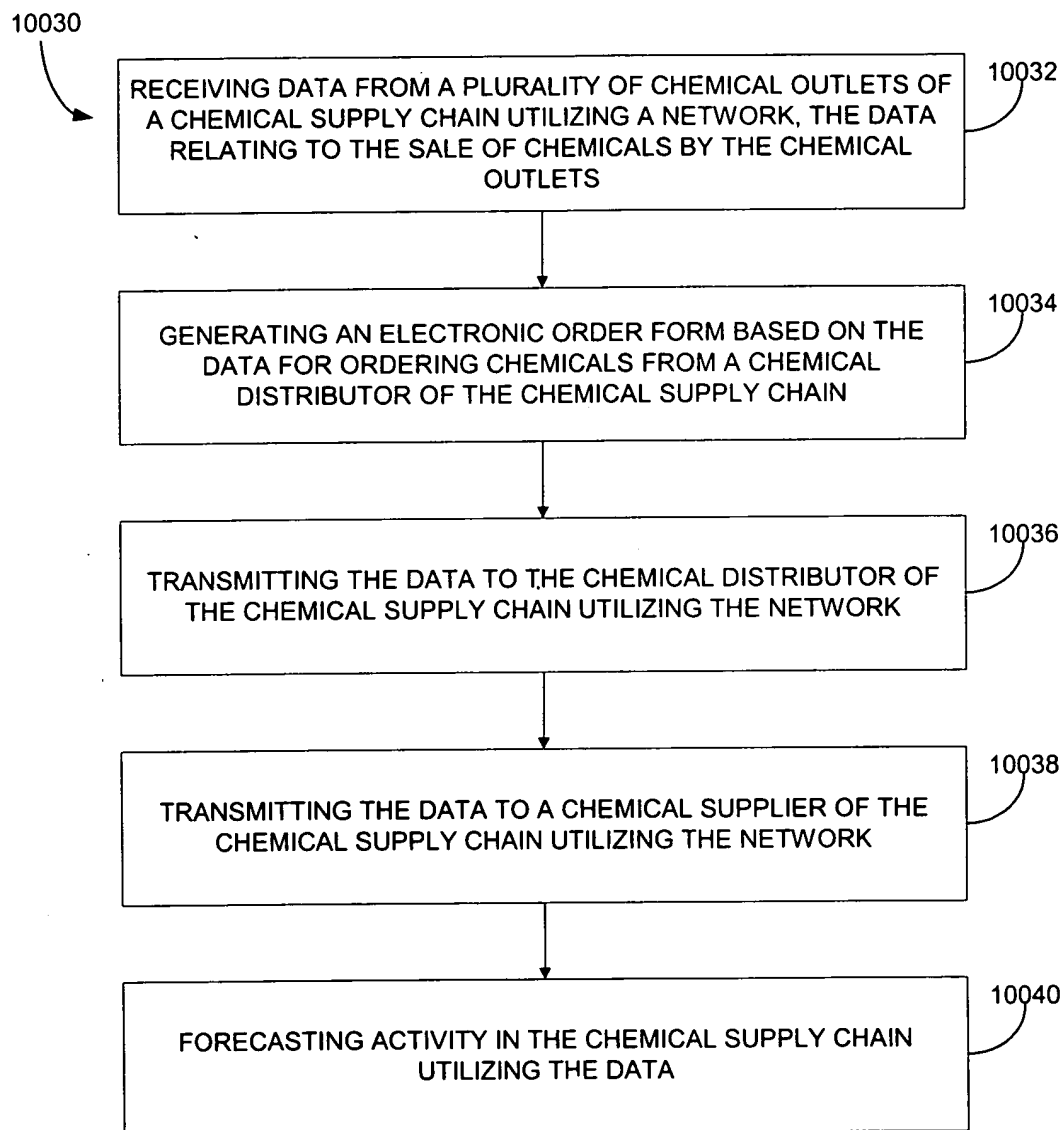 10030
RECEIVING DATA FROM A PLURALITY OF CHEMICAL OUTLETS OF
A CHEMICAL SUPPLY CHAIN UTILIZING A NETWORK, THE DATA
RELATING TO THE SALE OF CHEMICALS BY THE CHEMICAL
OUTLETS
10032
GENERATING AN ELECTRONIC ORDER FORM BASED ON THE
DATA FOR ORDERING CHEMICALS FROM A CHEMICAL
DISTRIBUTOR OF THE CHEMICAL SUPPLY CHAIN
10034
TRANSMITTING THE DATA TO THE CHEMICAL DISTRIBUTOR OF
THE CHEMICAL SUPPLY CHAIN UTILIZING THE NETWORK
10036
TRANSMITTING THE DATA TO A CHEMICAL SUPPLIER OF THE
CHEMICAL SUPPLY CHAIN UTILIZING THE NETWORK
10038
FORECASTING ACTIVITY IN THE CHEMICAL SUPPLY CHAIN
UTILIZING THE DATA
10040